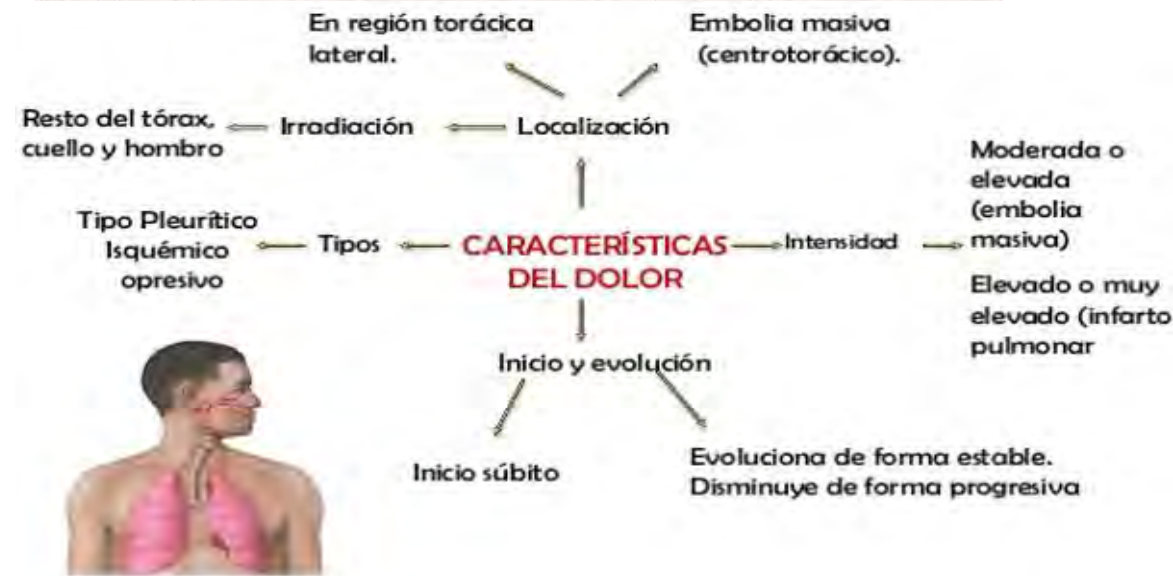 En región torácica
lateral.
Embolia masiva
(centrotorácico).
Resto del tórax,
cuello y hombro
Irradiación
Localización
Moderada o
elevada
(embolia
masiva)
Elevado o muy
elevado (infarto
pulmonar
Tipo Pleurítico
Isquémico
opresivo
Tipos
CARACTERÍSTICAS
DEL DOLOR
Intensidad
Inicio y evolución
Inicio súbito
Evoluciona de forma estable.
Disminuye de forma progresiva